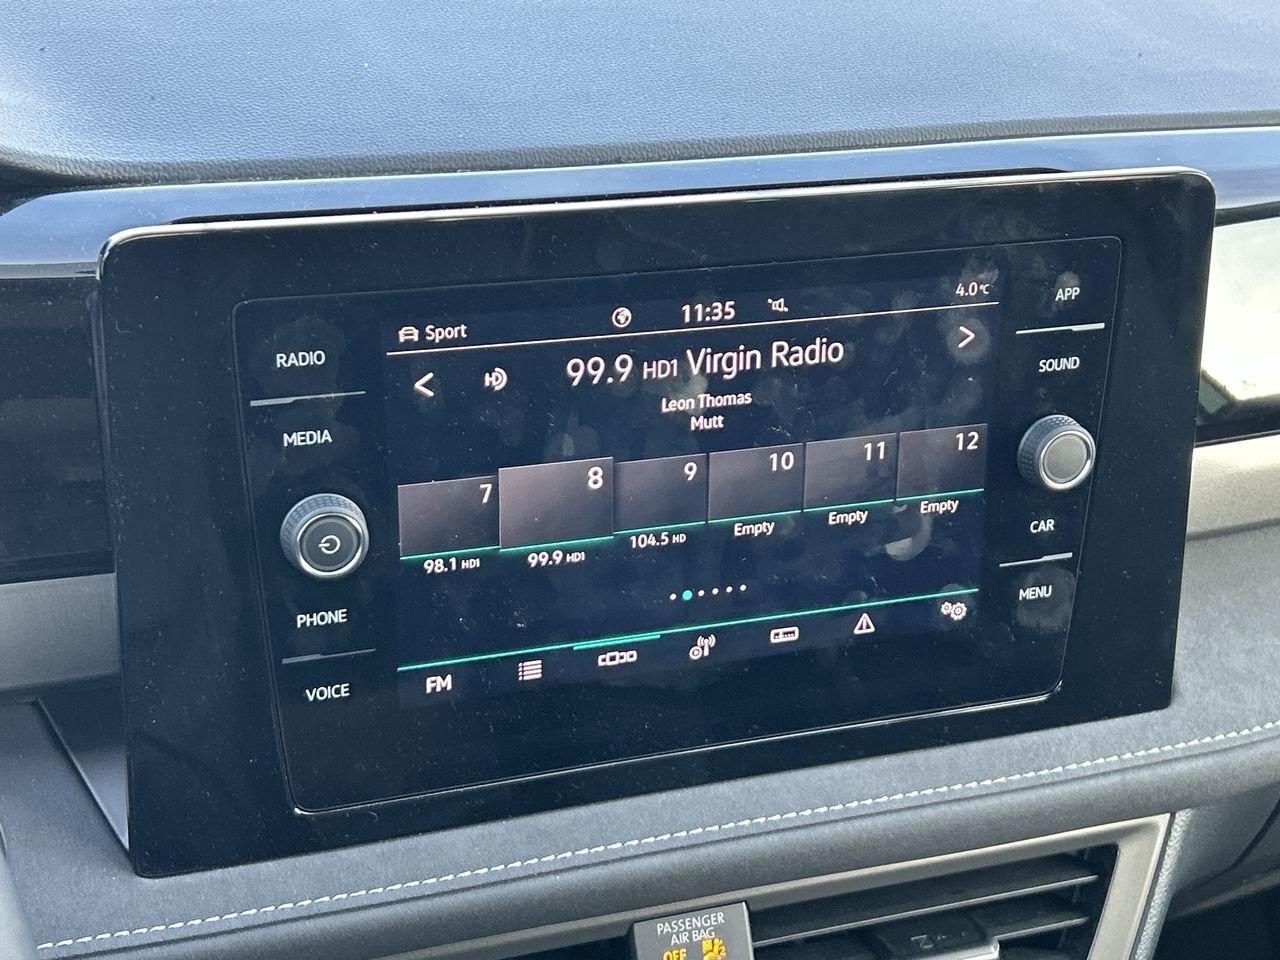 Sport
11:35
4.0°C
99.9 HD1 Virgin Radio
Leon Thomas
Mutt
7
8
9
10
11
12
98.1 HD1
99.9 HD1
104.5 HD
Empty
Empty
Empty
FM
RADIO
MEDIA
PHONE
VOICE
APP
SOUND
CAR
MENU
PASSENGER
AIR BAG
OFF